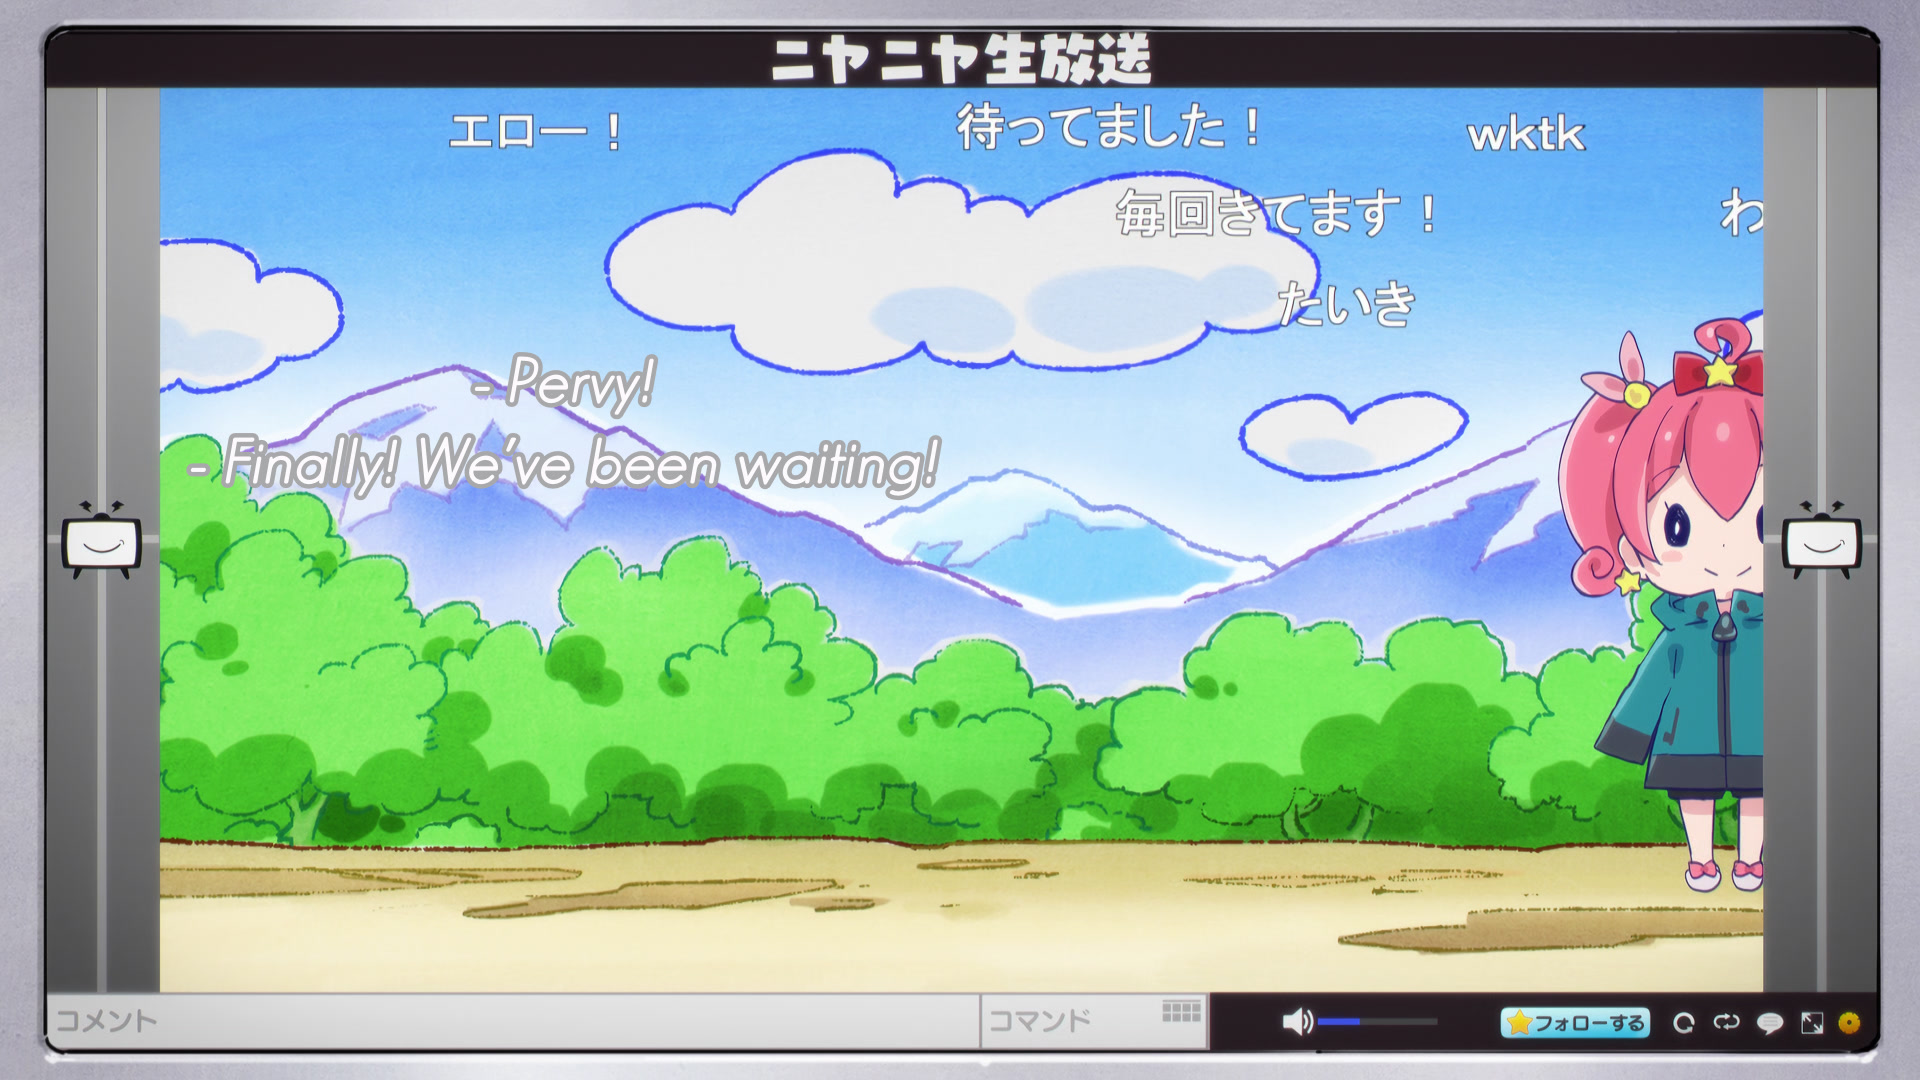 ニヤニヤ生放送
エロー！
待ってました！
wktk
毎回きてます！
わ
たいき
- Pervy!
- Finally! We've been waiting!
コメント
コマンド
フォローする